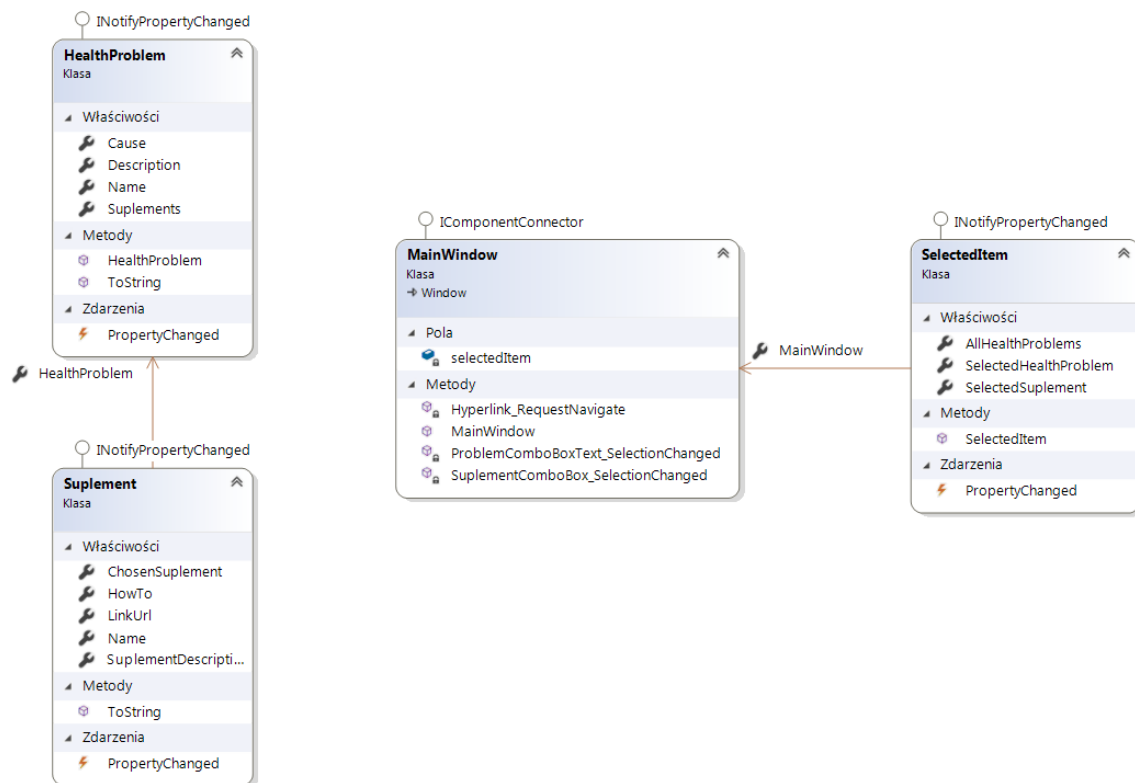 INotifyPropertyChanged
HealthProblem
Klasa
Właściwości
Cause
Description
Name
Suplements
Metody
HealthProblem
ToString
Zdarzenia
PropertyChanged
HealthProblem
INotifyPropertyChanged
Suplement
Klasa
Właściwości
ChosenSuplement
HowTo
LinkUrl
Name
SuplementDescripti...
Metody
ToString
Zdarzenia
PropertyChanged
IComponentConnector
MainWindow
Klasa
Window
Pola
selectedItem
Metody
Hyperlink_RequestNavigate
MainWindow
ProblemComboBoxText_SelectionChanged
SuplementComboBox_SelectionChanged
MainWindow
INotifyPropertyChanged
SelectedItem
Klasa
Właściwości
AllHealthProblems
SelectedHealthProblem
SelectedSuplement
Metody
SelectedItem
Zdarzenia
PropertyChanged